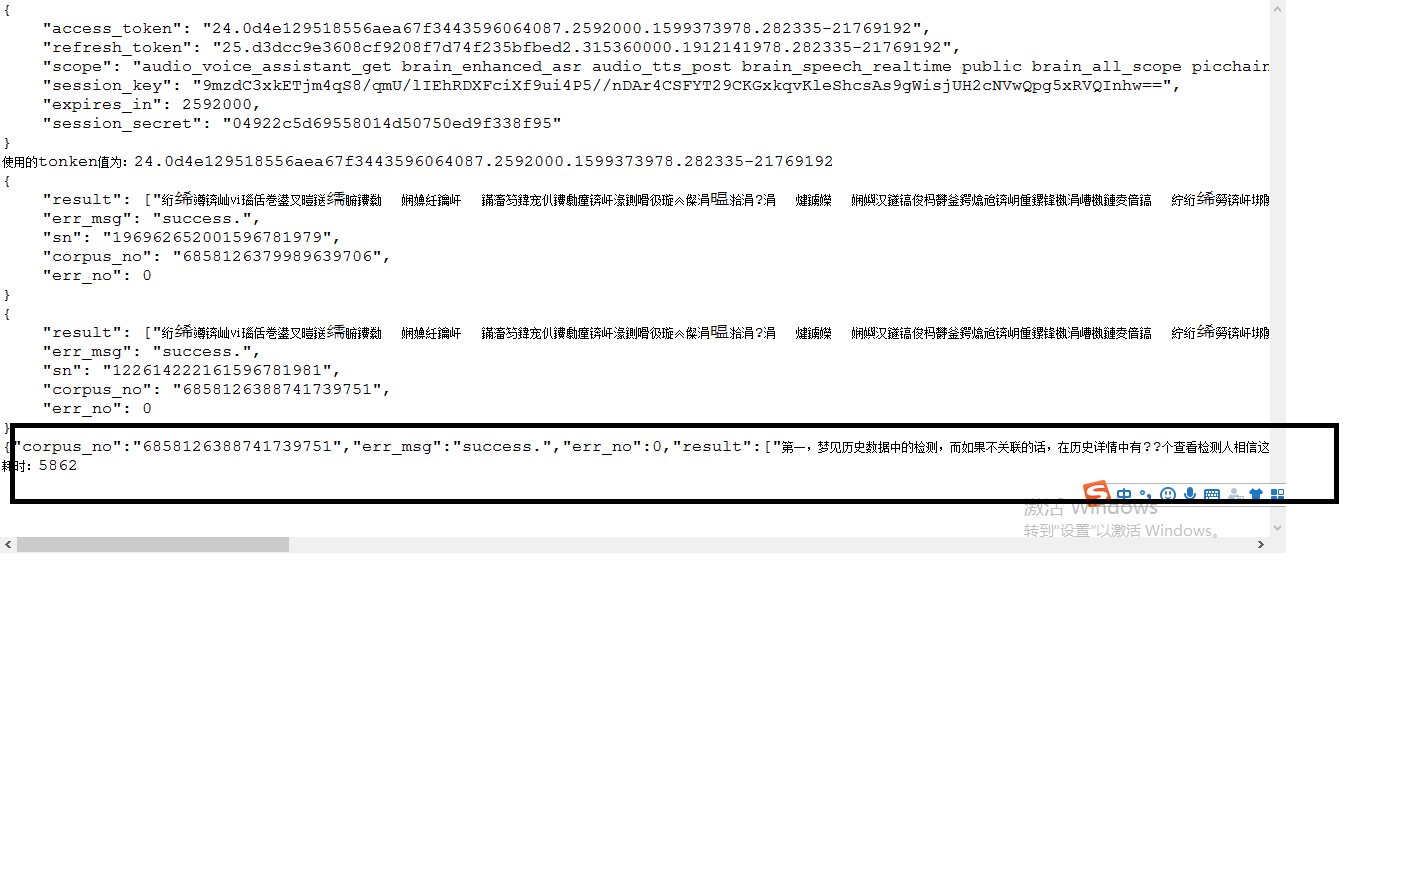 {
"access_token": "24.0d4e129518556aea67f3443596064087.2592000.1599373978.282335-21769192",
"refresh_token": "25.d3dcc9e3608cf9208f7d74f235bfbed2.315360000.1912141978.282335-21769192",
"scope": "audio_voice_assistant_get brain_enhanced_asr audio_tts_post brain_speech_realtime public brain_all_scope picchain
"session_key": "9mzdC3xkETjm4qS8/qmU/lIEhRDXFciXf9ui4P5//nDAr4CSFYT29CKGxkqvKleShcsAs9gWisjUH2cNVwQpg5xRVQInhw==",
"expires_in": 2592000,
"session_secret": "04922c5d69558014d50750ed9f338f95"
}
使用的tonken值为: 24.0d4e129518556aea67f3443596064087.2592000.1599373978.282335-21769192
{
"result": ["
"err_msg": "success.",
"sn": "196962652001596781979",
"corpus_no": "6858126379989639706",
"err_no": 0
}
{
"result": ["
"err_msg": "success.",
"sn": "122614222161596781981",
"corpus_no": "6858126388741739751",
"err_no": 0
}
{"corpus_no":"6858126388741739751","err_msg":"success.","err_no":0,"result":["第一，梦见历史数据中的检测，而如果不关联的话，在历史详情中有??个查看检测人相信这
耗时: 5862
中
激活 Windows
转到"设置"以激活 Windows。